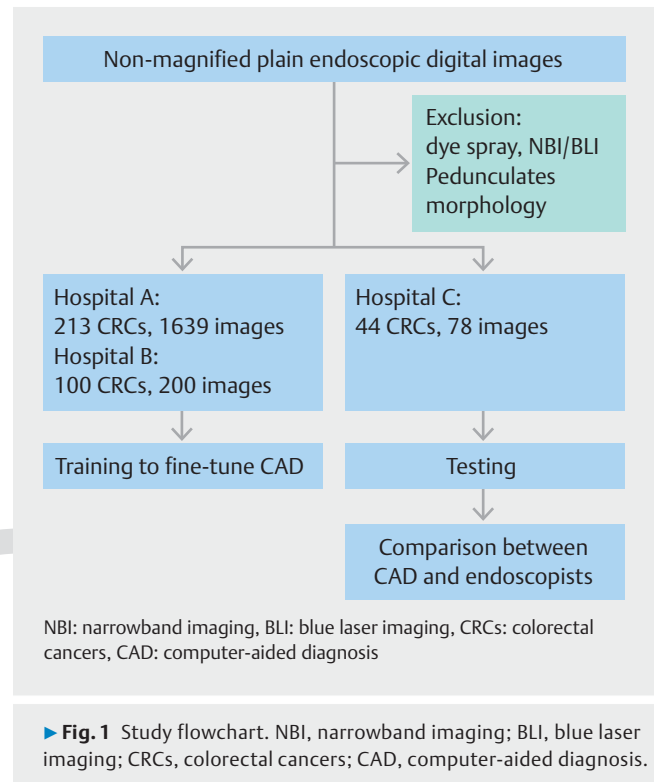 Non-magnified plain endoscopic digital images
Exclusion:
dye spray, NBI/BLI
Pedunculates
morphology
Hospital A:
213 CRCs, 1639 images
Hospital B:
100 CRCs, 200 images
Hospital C:
44 CRCs, 78 images
Training to fine-tune CAD
Testing
Comparison between
CAD and endoscopists
NBI: narrowband imaging, BLI: blue laser imaging, CRCs: colorectal
cancers, CAD: computer-aided diagnosis
▶ Fig. 1 Study flowchart. NBI, narrowband imaging; BLI, blue laser
imaging; CRCs, colorectal cancers; CAD, computer-aided diagnosis.